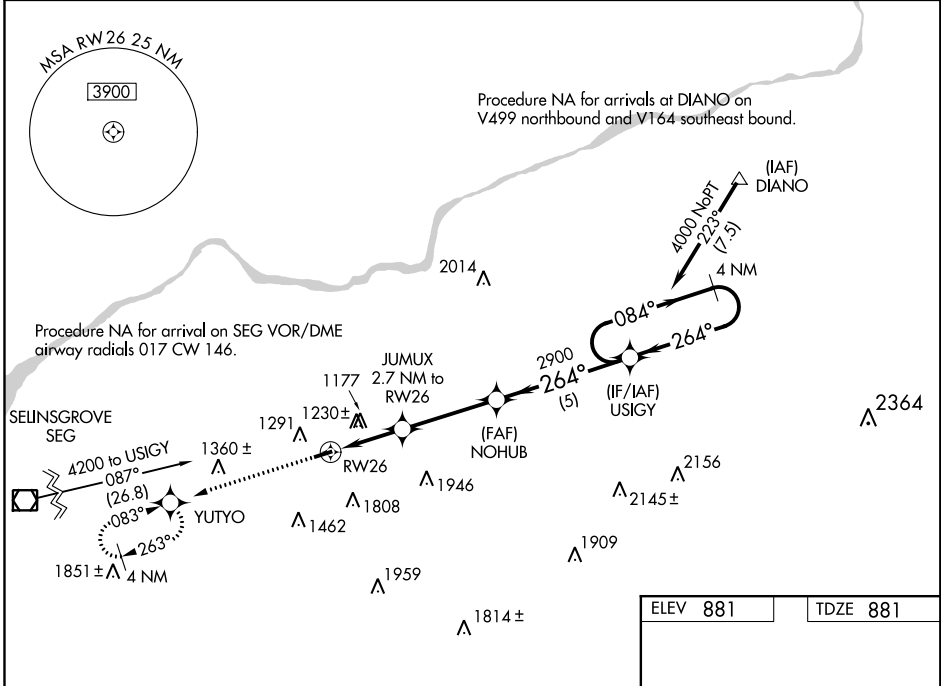 MSA RW 26 25 NM
3900
Procedure NA for arrivals at DIANO on
V499 northbound and V164 southeast bound.
(IAF)
DIANO
4000 NoPT
223°
(7.5)
4 NM
2014
084°
264°
Procedure NA for arrival on SEG VOR/DME
airway radials 017 CW 146.
JUMUX
2.7 NM to
RW26
2900
264°
(5)
(IF/IAF)
USIGY
1177
1230 ±
1291
(FAF)
NOHUB
2364
SELINSGROVE
SEG
4200 to USIGY
087°
(26.8)
1360 ±
RW26
1946
2156
2145 ±
083°
YUTYO
263°
1808
1462
1909
1851 ±
4 NM
1959
1814 ±
ELEV 881
TDZE 881